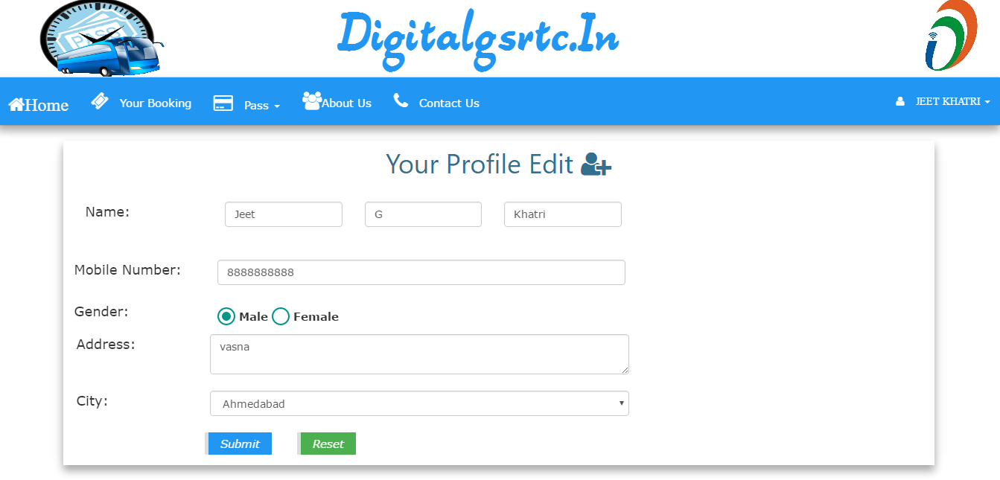 PASS
Digitalgsrtc.In
Home Your Booking Pass About Us Contact Us JEET KHATRI
Your Profile Edit
Name: Jeet G Khatri
Mobile Number: 8888888888
Gender: Male Female
Address: vasna
City: Ahmedabad
Submit Reset